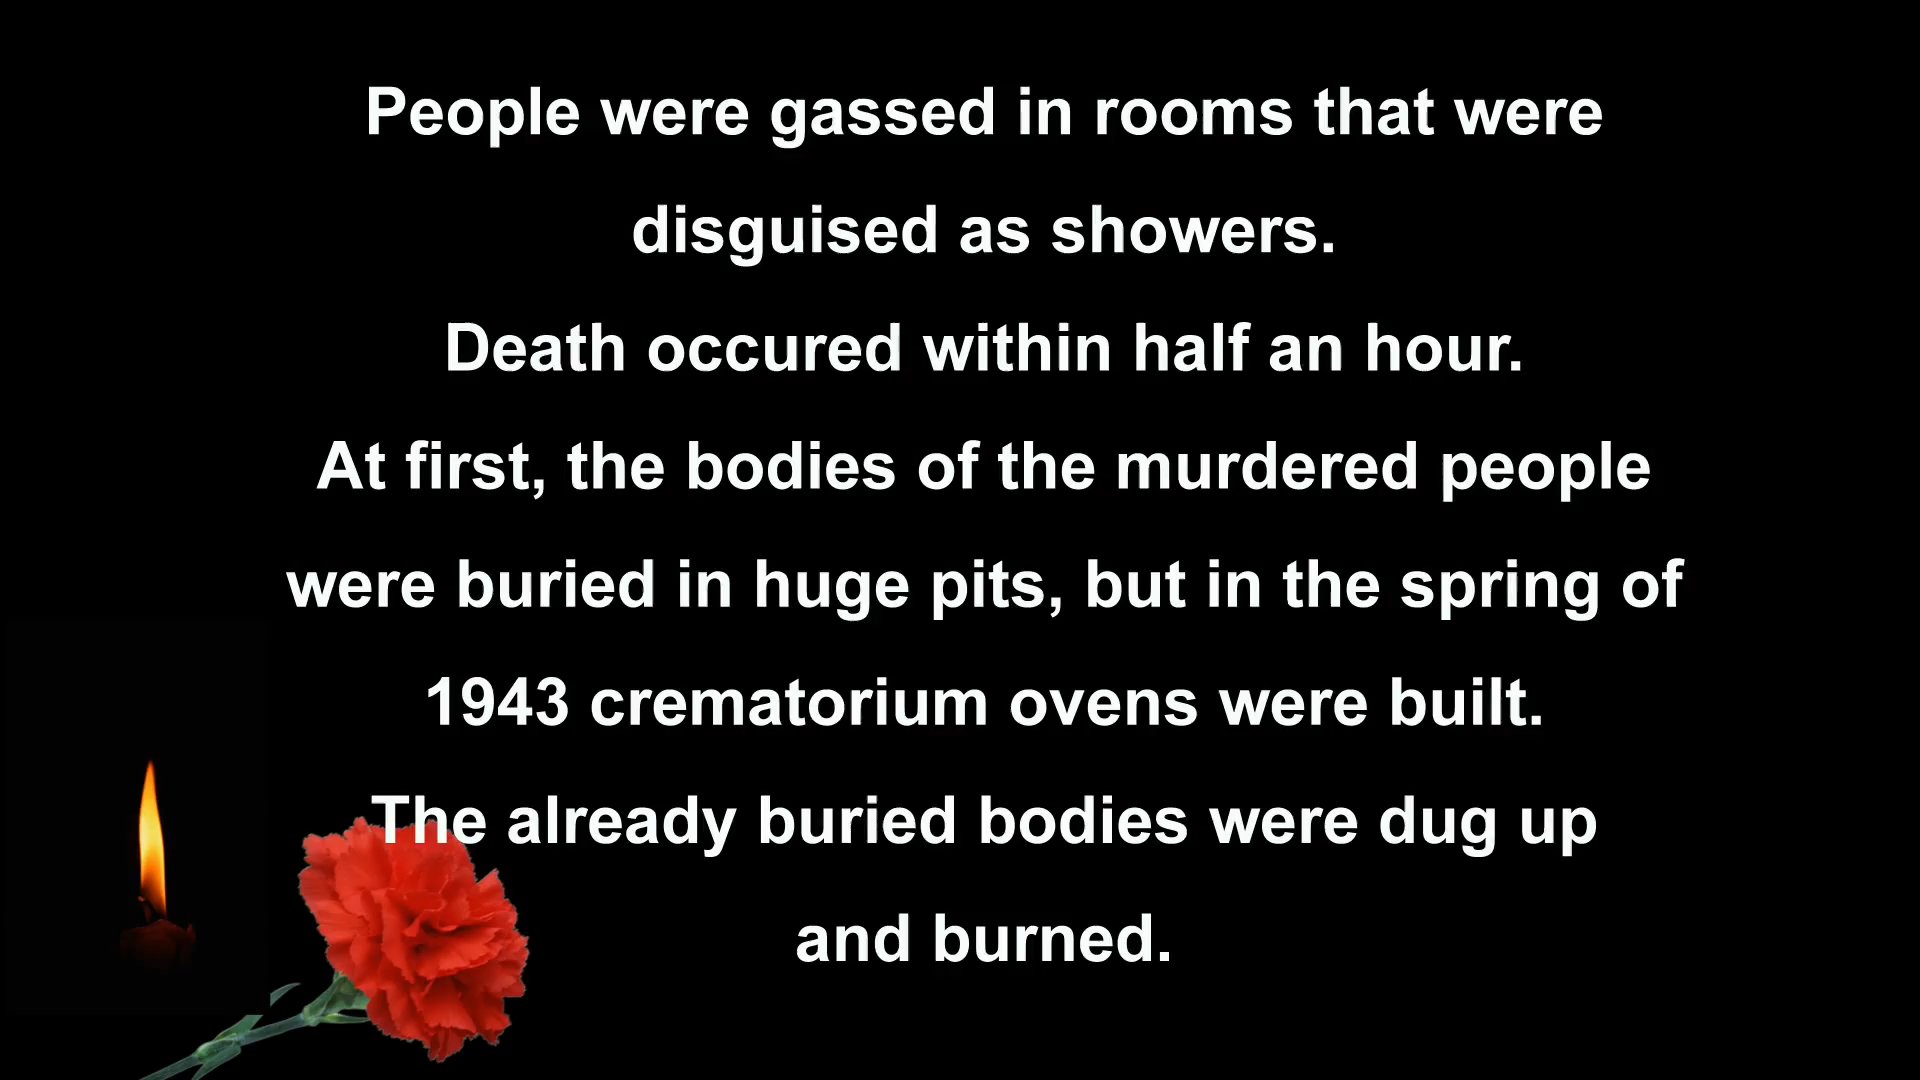 People were gassed in rooms that were
disguised as showers.
Death occured within half an hour.
At first, the bodies of the murdered people
were buried in huge pits, but in the spring of
1943 crematorium ovens were built.
The already buried bodies were dug up
and burned.